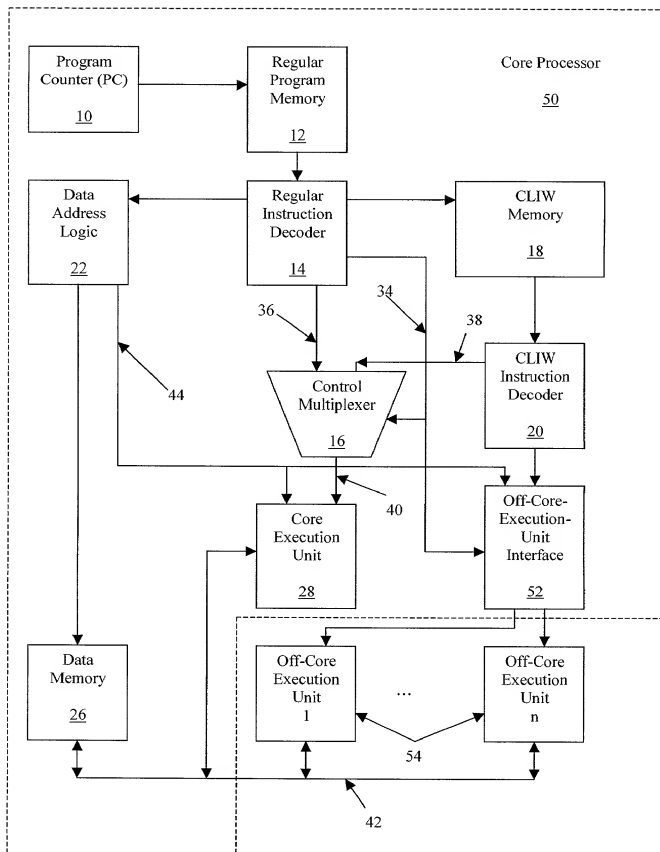 Program
Counter (PC)
10
Regular
Program
Memory
12
Core Processor
50
Data
Address
Logic
22
Regular
Instruction
Decoder
14
CLIW
Memory
18
36
34
38
44
Control
Multiplexer
16
CLIW
Instruction
Decoder
20
40
Core
Execution
Unit
28
Off-Core-
Execution-
Unit
Interface
52
Data
Memory
26
Off-Core
Execution
Unit
1
...
Off-Core
Execution
Unit
n
54
42